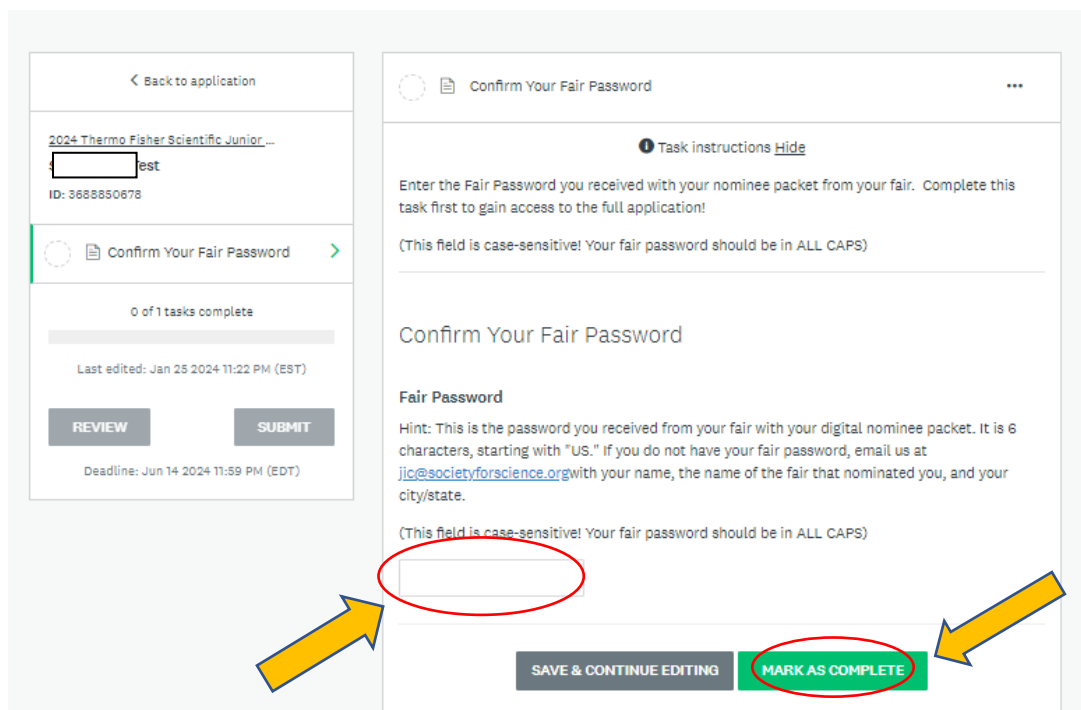 Back to application
2024 Thermo Fisher Scientific Junior ...
est
ID: 3688850678
Confirm Your Fair Password
0 of 1 tasks complete
Last edited: Jan 25 2024 11:22 PM (EST)
REVIEW
SUBMIT
Deadline: Jun 14 2024 11:59 PM (EDT)
Confirm Your Fair Password
...
Task instructions Hide
Enter the Fair Password you received with your nominee packet from your fair. Complete this
task first to gain access to the full application!
(This field is case-sensitive! Your fair password should be in ALL CAPS)
Confirm Your Fair Password
Fair Password
Hint: This is the password you received from your fair with your digital nominee packet. It is 6
characters, starting with "US." If you do not have your fair password, email us at
jic@societyforscience.orgwith your name, the name of the fair that nominated you, and your
city/state.
(This field is case-sensitive! Your fair password should be in ALL CAPS)
SAVE & CONTINUE EDITING
MARK AS COMPLETE